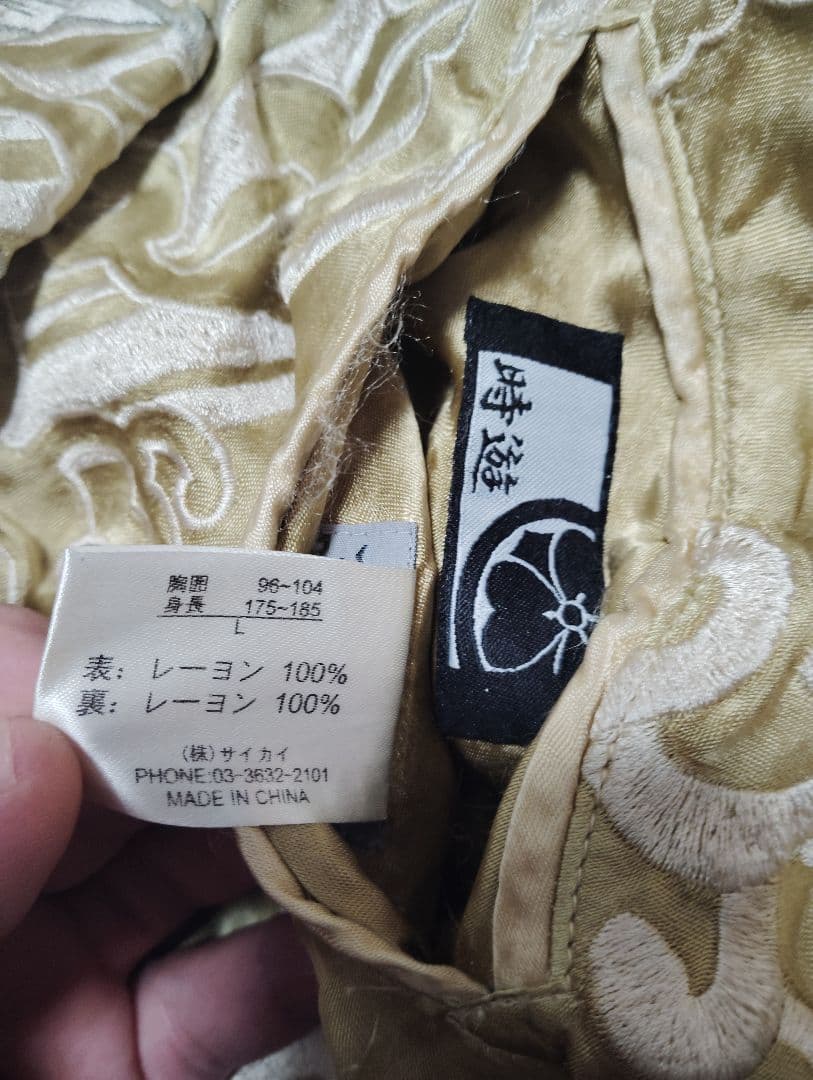 時遊
胸囲 96~104
身長 175~185
L
表: レーヨン 100%
裏: レーヨン 100%
(株)サイカイ
PHONE:03-3632-2101
MADE IN CHINA